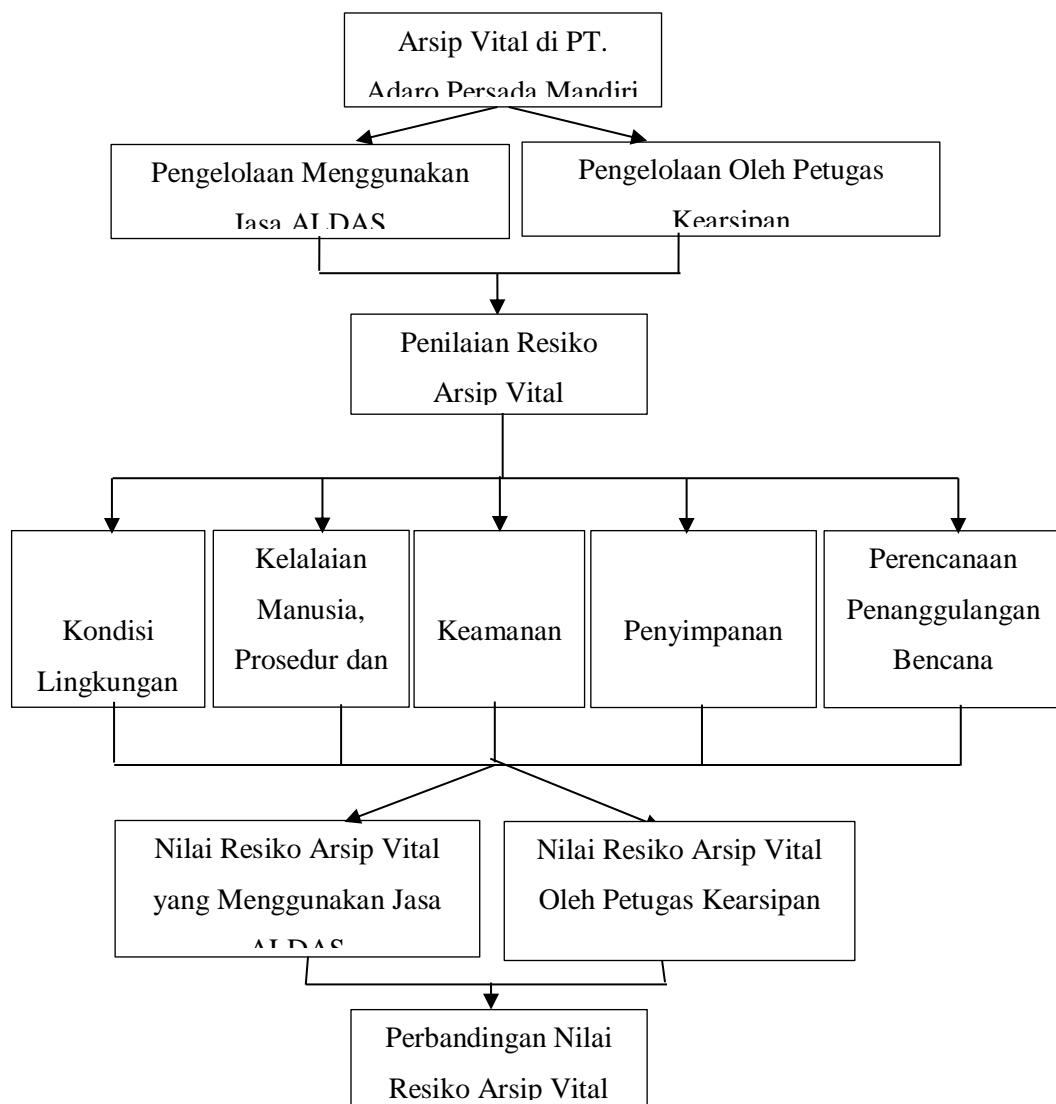 Arsip Vital di PT.
Adaro Persada Mandiri
Pengelolaan Menggunakan
Jasa ALDAS
Pengelolaan Oleh Petugas
Kearsipan
Penilaian Resiko
Arsip Vital
Kondisi
Lingkungan
Kelalaian
Manusia,
Prosedur dan
Keamanan
Penyimpanan
Perencanaan
Penanggulangan
Bencana
Nilai Resiko Arsip Vital
yang Menggunakan Jasa
ALDAS
Nilai Resiko Arsip Vital
Oleh Petugas Kearsipan
Perbandingan Nilai
Resiko Arsip Vital